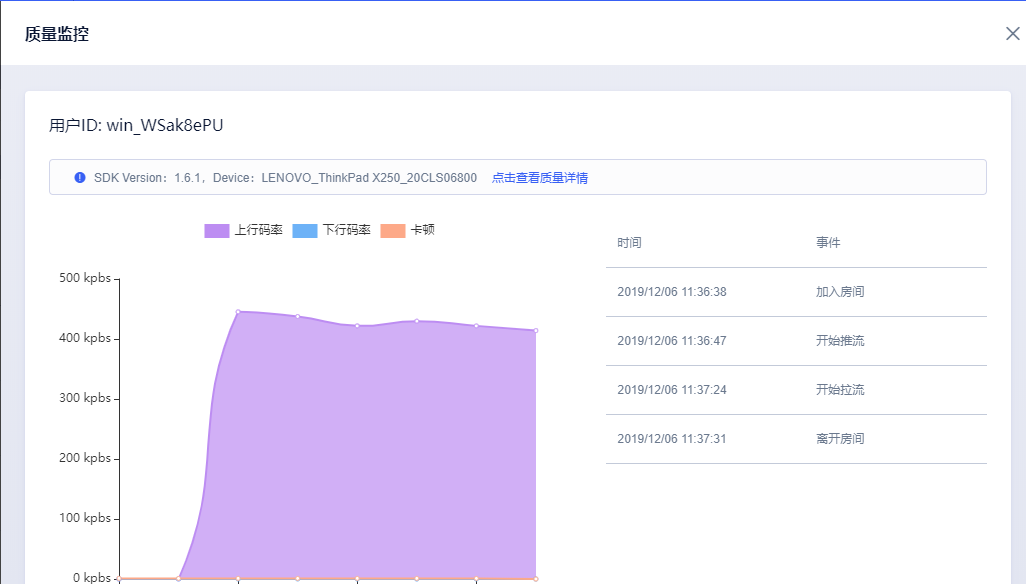 质量监控
用户ID: win_WSak8ePU
SDK Version：1.6.1，Device：LENOVO_ThinkPad X250_20CLS06800 点击查看质量详情
上行码率 下行码率 卡顿
500 kpbs
400 kpbs
300 kpbs
200 kpbs
100 kpbs
0 kpbs
时间 事件
2019/12/06 11:36:38 加入房间
2019/12/06 11:36:47 开始推流
2019/12/06 11:37:24 开始拉流
2019/12/06 11:37:31 离开房间